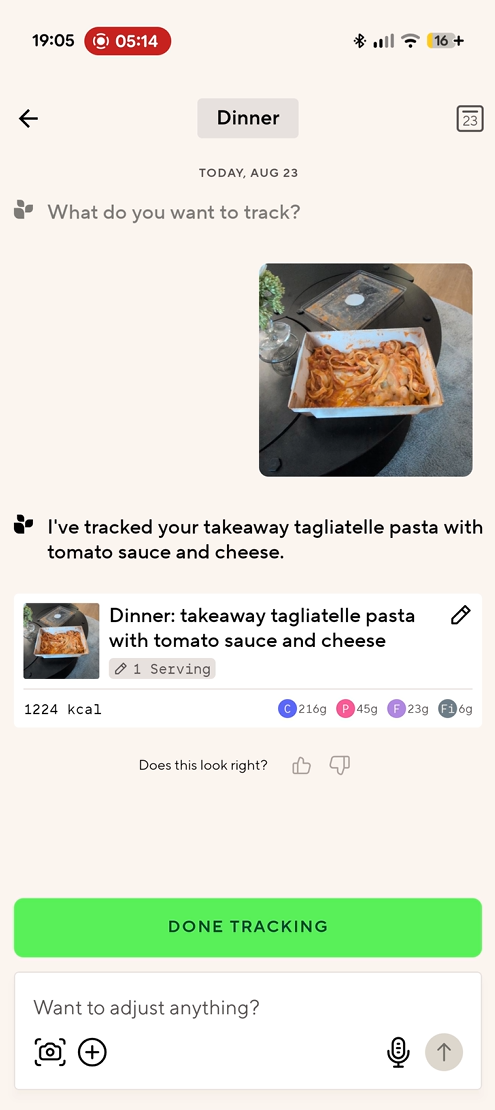 19:05
05:14
16+
Dinner
23
TODAY, AUG 23
What do you want to track?
I've tracked your takeaway tagliatelle pasta with
tomato sauce and cheese.
Dinner: takeaway tagliatelle pasta
with tomato sauce and cheese
1 Serving
1224 kcal
C 216g P 45g F 23g Fi 6g
Does this look right?
DONE TRACKING
Want to adjust anything?